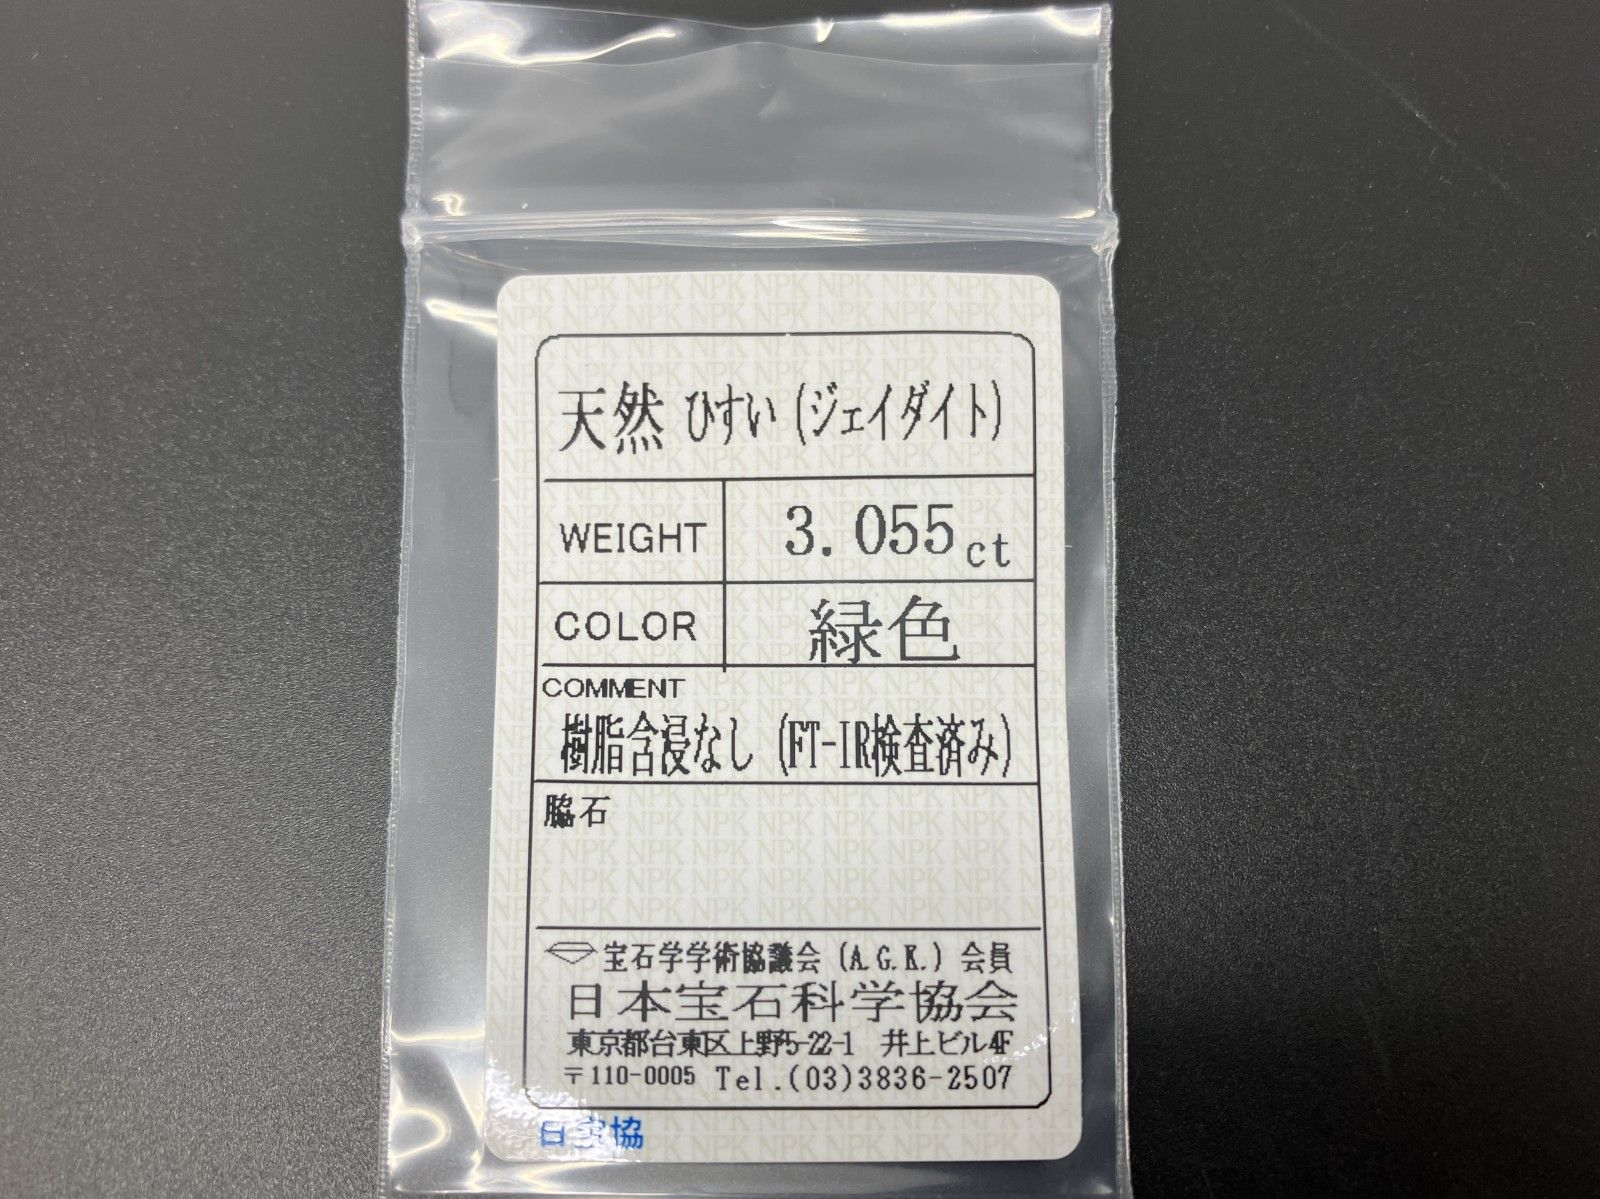 天然 ひすい (ジェイダイト)
WEIGHT 3.055ct
COLOR 緑色
COMMENT
樹脂含浸なし (FT-IR検査済み)
脇石
宝石学学術協議会 (A.G.K.) 会員
日本宝石科学協会
東京都台東区上野5-22-1 井上ビル4F
〒110-0005 Tel.(03)3836-2507
日宝協